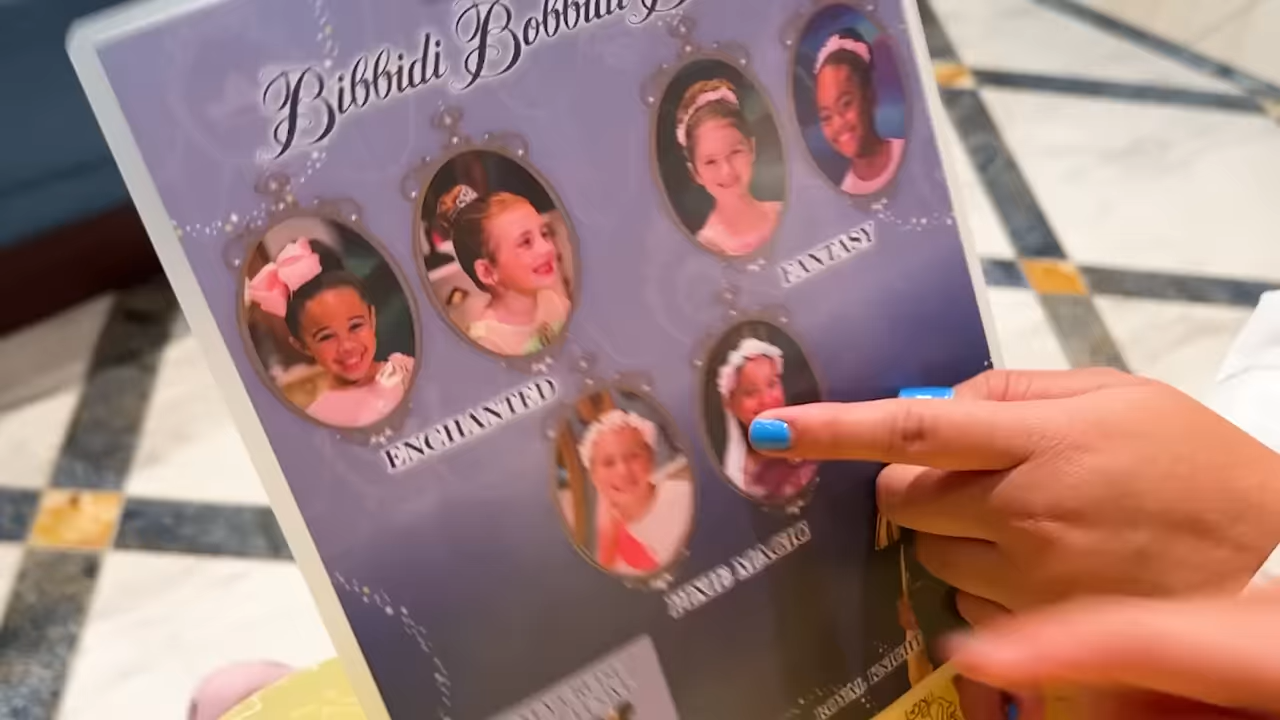 Bibbidi Bobbidi B
FANTASY
ENCHANTED
MAGIC
ROYAL KNIGHT